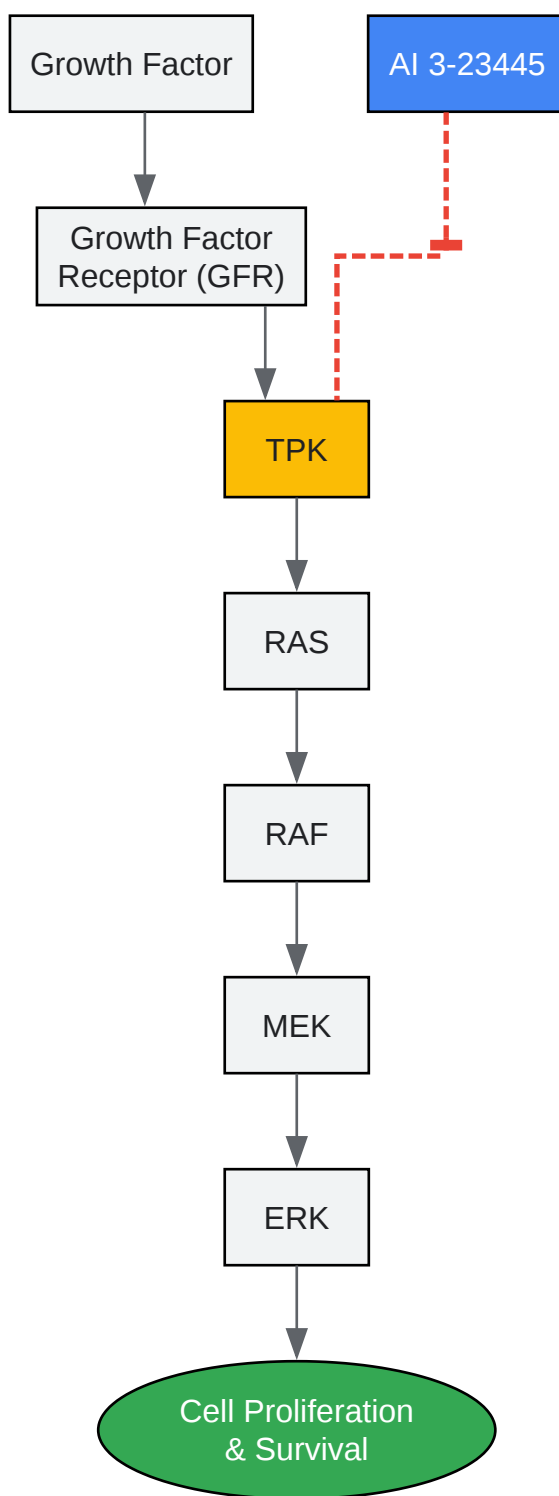 Growth Factor
AI 3-23445
Growth Factor
Receptor (GFR)
TPK
RAS
RAF
MEK
ERK
Cell Proliferation
& Survival